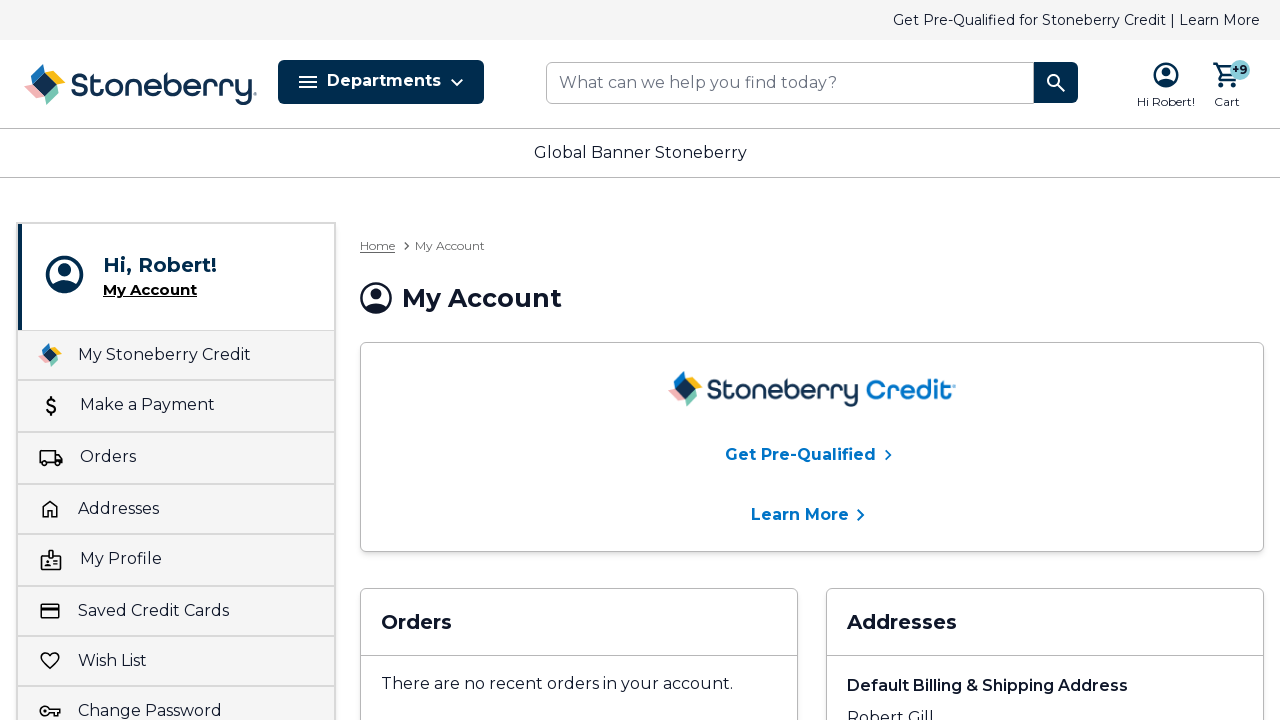 Get Pre-Qualified for Stoneberry Credit | Learn More
Stoneberry
Departments
What can we help you find today?
Hi Robert!
+9
Cart
Global Banner Stoneberry
Hi, Robert!
My Account
My Stoneberry Credit
Make a Payment
Orders
Addresses
My Profile
Saved Credit Cards
Wish List
Change Password
Home
My Account
My Account
Stoneberry Credit
Get Pre-Qualified
Learn More
Orders
There are no recent orders in your account.
Addresses
Default Billing & Shipping Address
Robert Gill